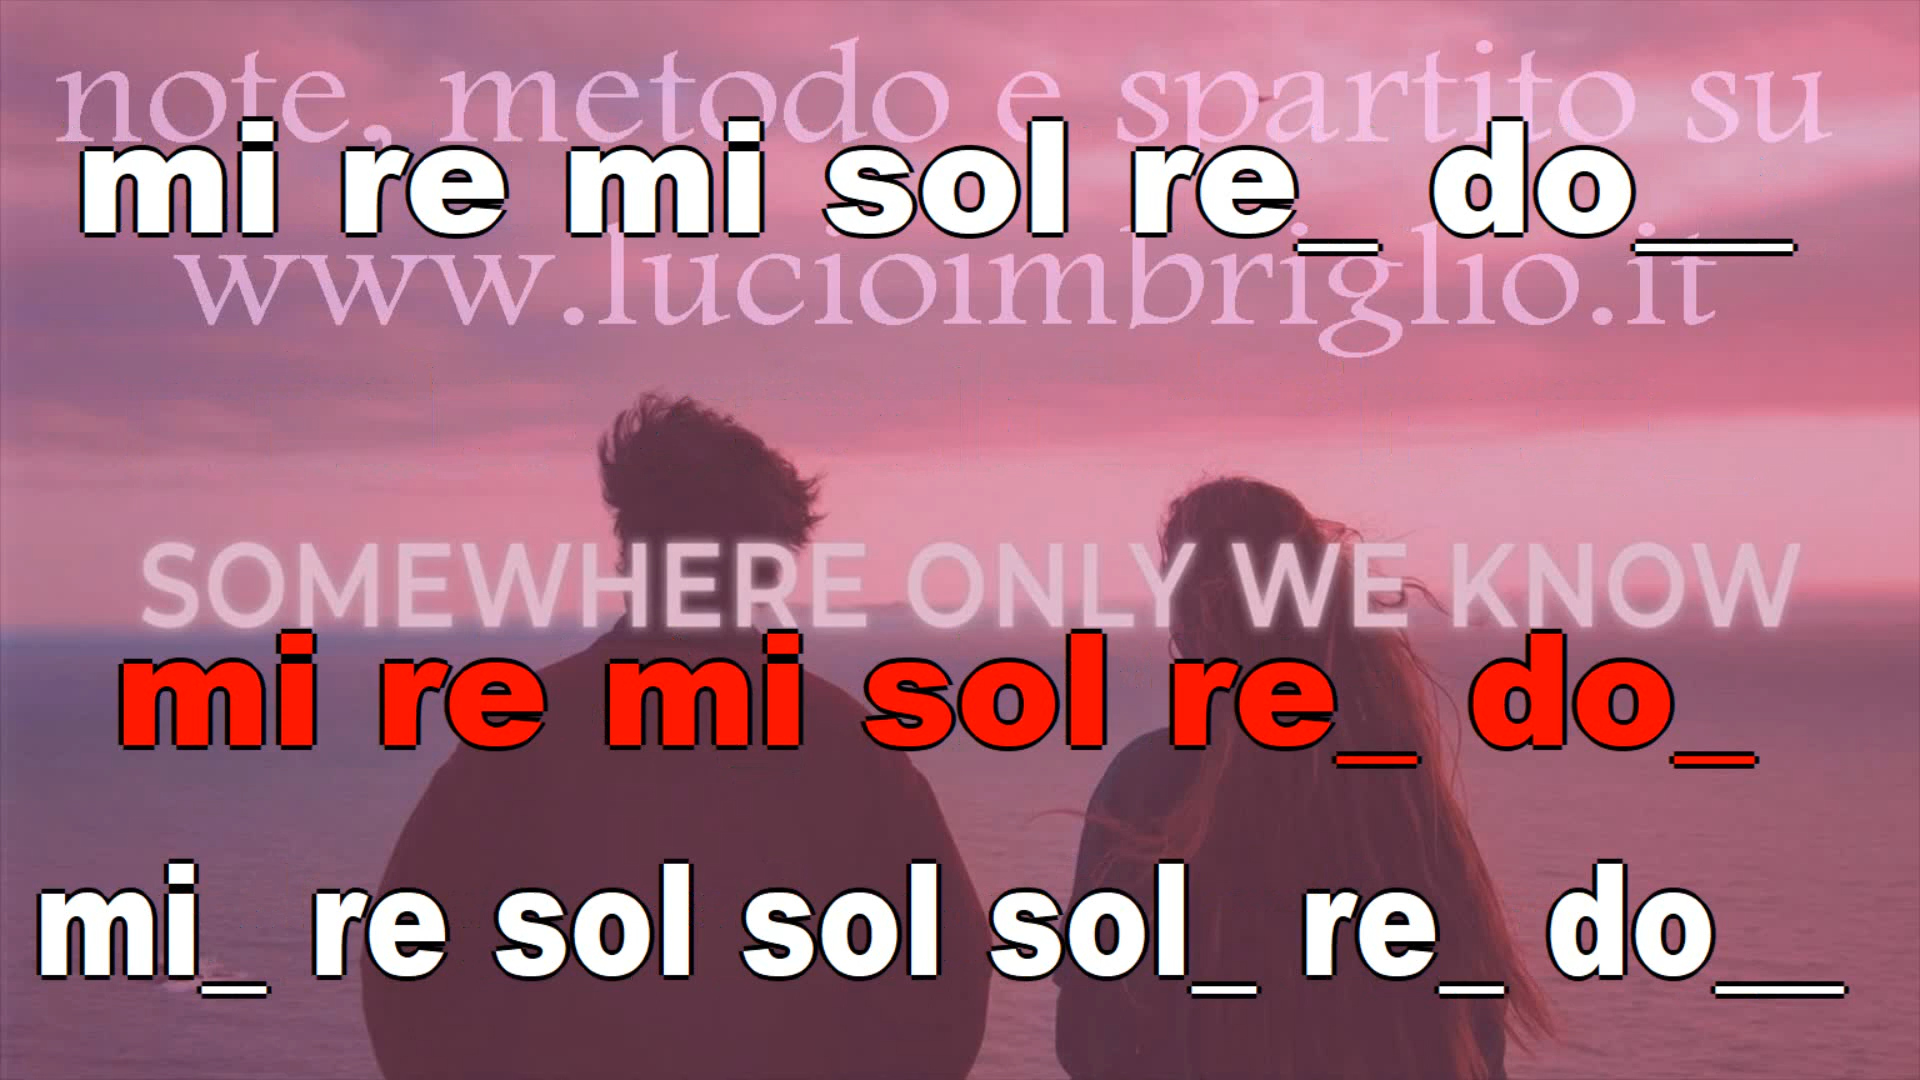 note, metodo e spartito su
mi re mi sol re_ do__
www.lucioimbriglio.it
SOMEWHERE ONLY WE KNOW
mi re mi sol re_ do_
mi_ re sol sol sol_ re_ do__